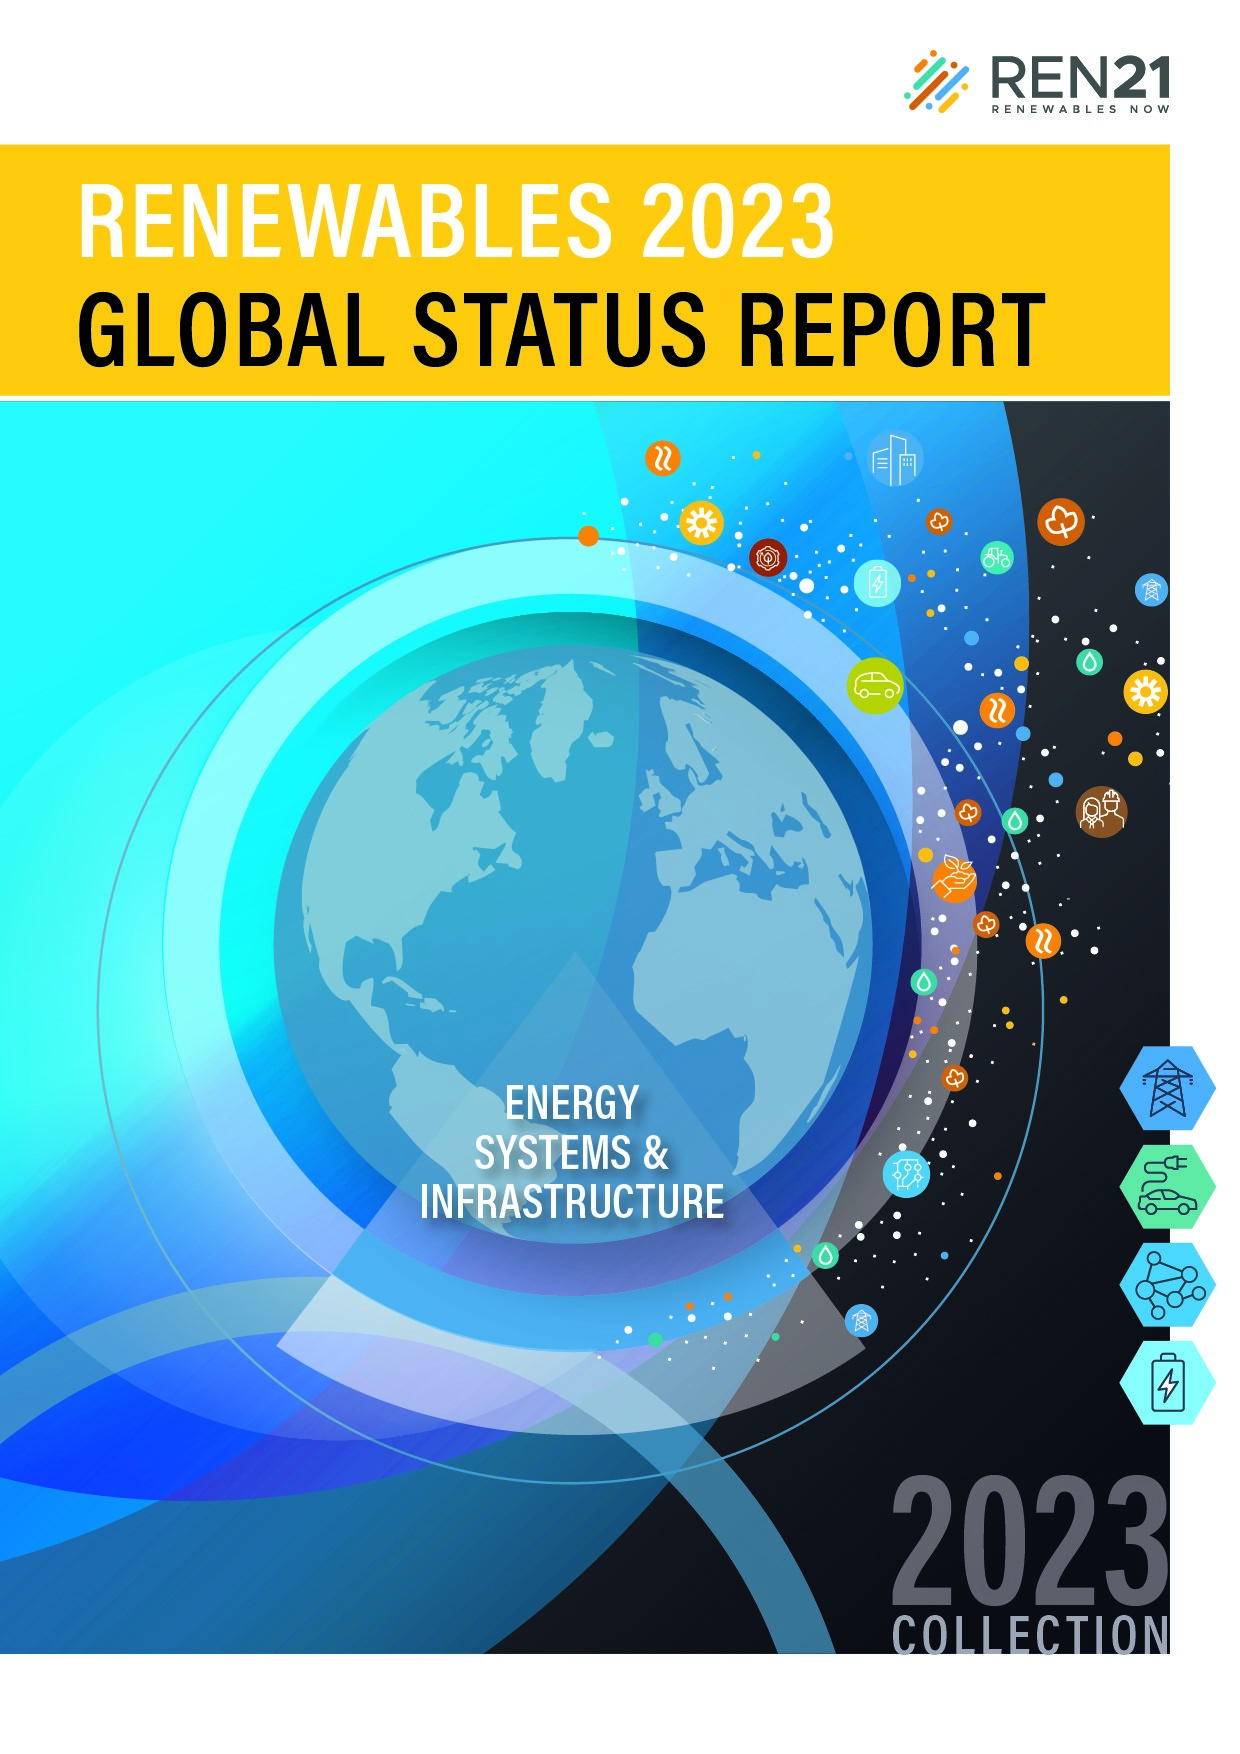 REN21
RENEWABLES NOW
RENEWABLES 2023
GLOBAL STATUS REPORT
ENERGY
SYSTEMS &
INFRASTRUCTURE
2023
COLLECTION